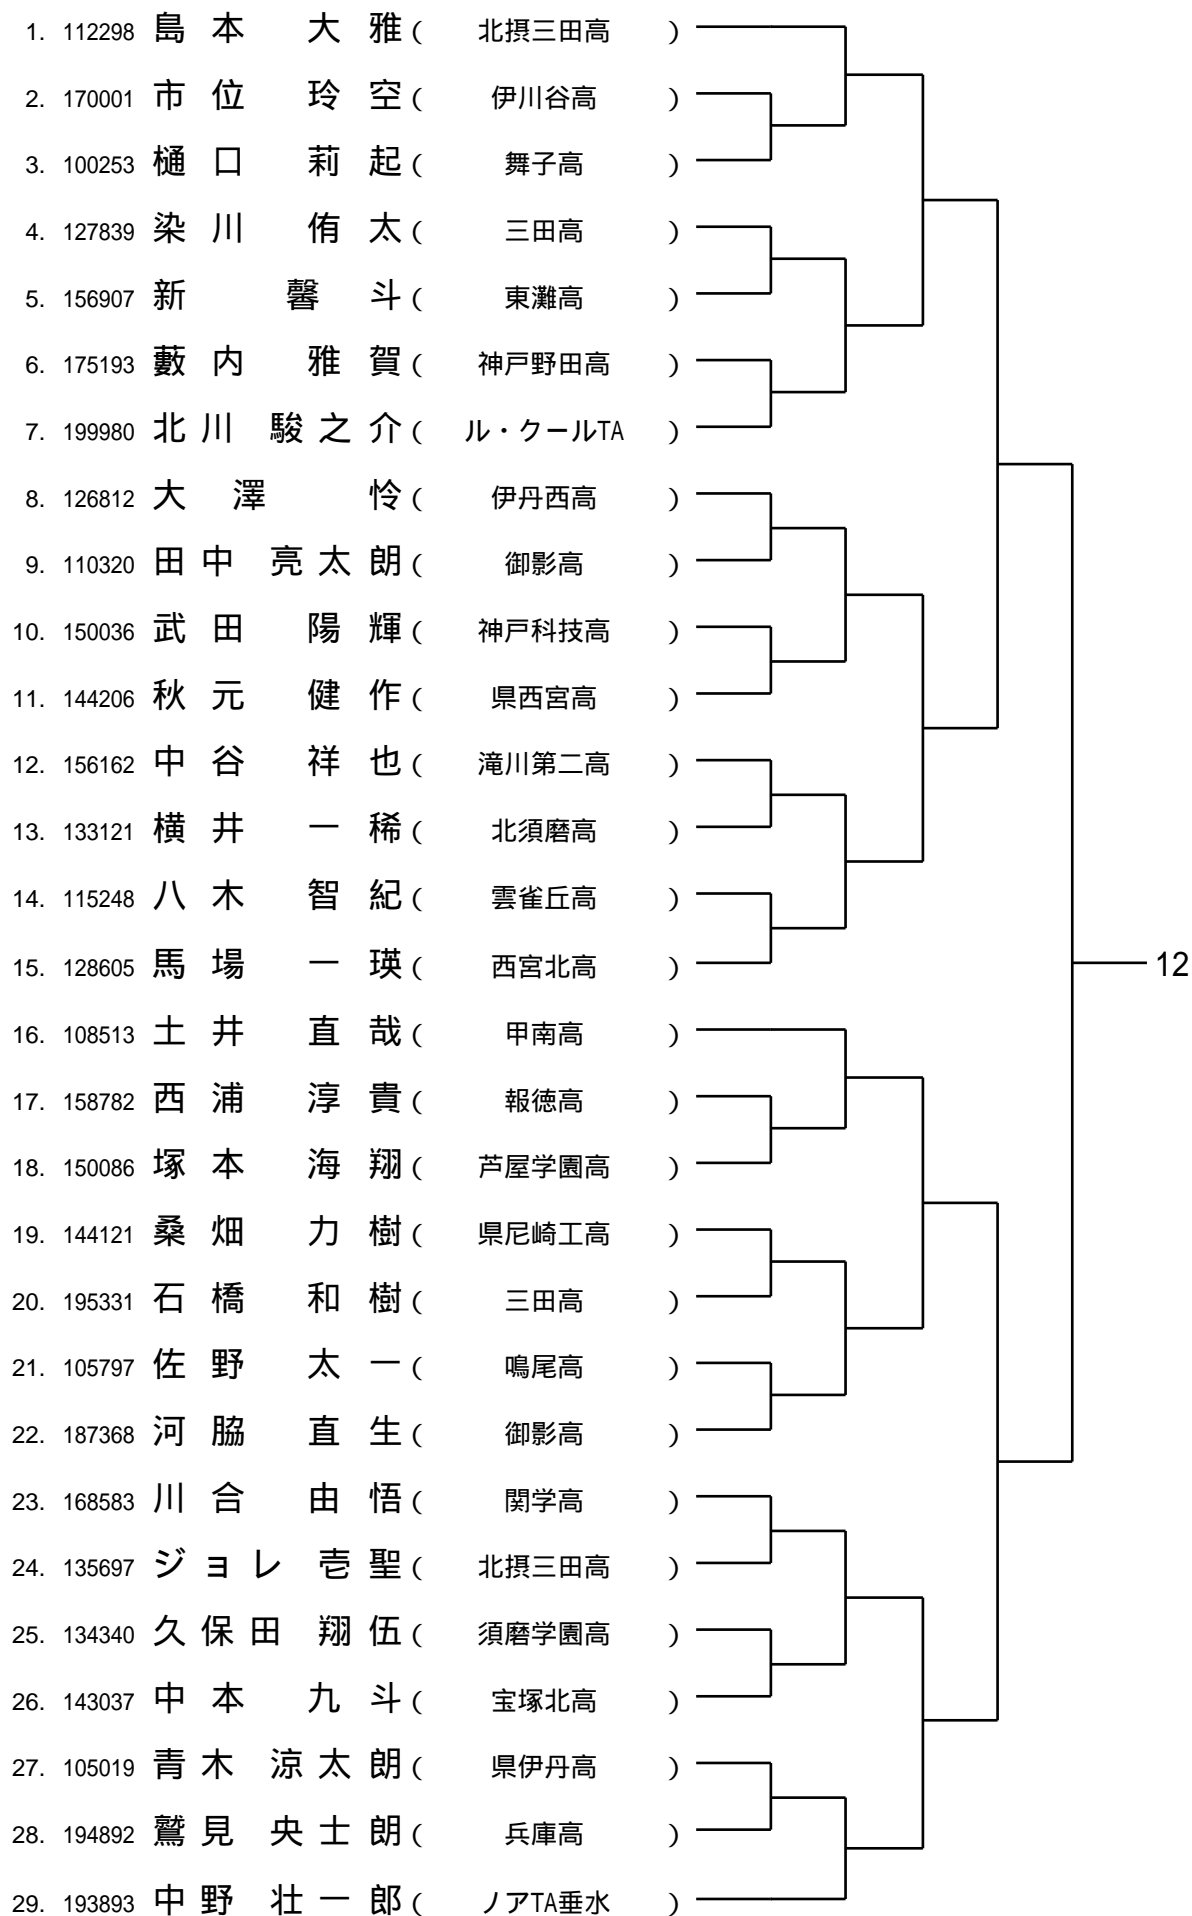 1. 112298 島本 大雅 ( 北摂三田高 )
2. 170001 市位 玲空 ( 伊川谷高 )
3. 100253 樋口 莉起 ( 舞子高 )
4. 127839 染川 侑太 ( 三田高 )
5. 156907 新 馨斗 ( 東灘高 )
6. 175193 藪内 雅賀 ( 神戸野田高 )
7. 199980 北川 駿之介 ( ル・クールTA )
8. 126812 大澤 怜 ( 伊丹西高 )
9. 110320 田中 亮太朗 ( 御影高 )
10. 150036 武田 陽輝 ( 神戸科技高 )
11. 144206 秋元 健作 ( 県西宮高 )
12. 156162 中谷 祥也 ( 滝川第二高 )
13. 133121 横井 一稀 ( 北須磨高 )
14. 115248 八木 智紀 ( 雲雀丘高 )
15. 128605 馬場 一瑛 ( 西宮北高 )
12
16. 108513 土井 直哉 ( 甲南高 )
17. 158782 西浦 淳貴 ( 報徳高 )
18. 150086 塚本 海翔 ( 芦屋学園高 )
19. 144121 桑畑 力樹 ( 県尼崎工高 )
20. 195331 石橋 和樹 ( 三田高 )
21. 105797 佐野 太一 ( 鳴尾高 )
22. 187368 河脇 直生 ( 御影高 )
23. 168583 川合 由悟 ( 関学高 )
24. 135697 ジョレ 壱聖 ( 北摂三田高 )
25. 134340 久保田 翔伍 ( 須磨学園高 )
26. 143037 中本 九斗 ( 宝塚北高 )
27. 105019 青木 涼太朗 ( 県伊丹高 )
28. 194892 鷲見 央士朗 ( 兵庫高 )
29. 193893 中野 壮一郎 ( ノアTA垂水 )